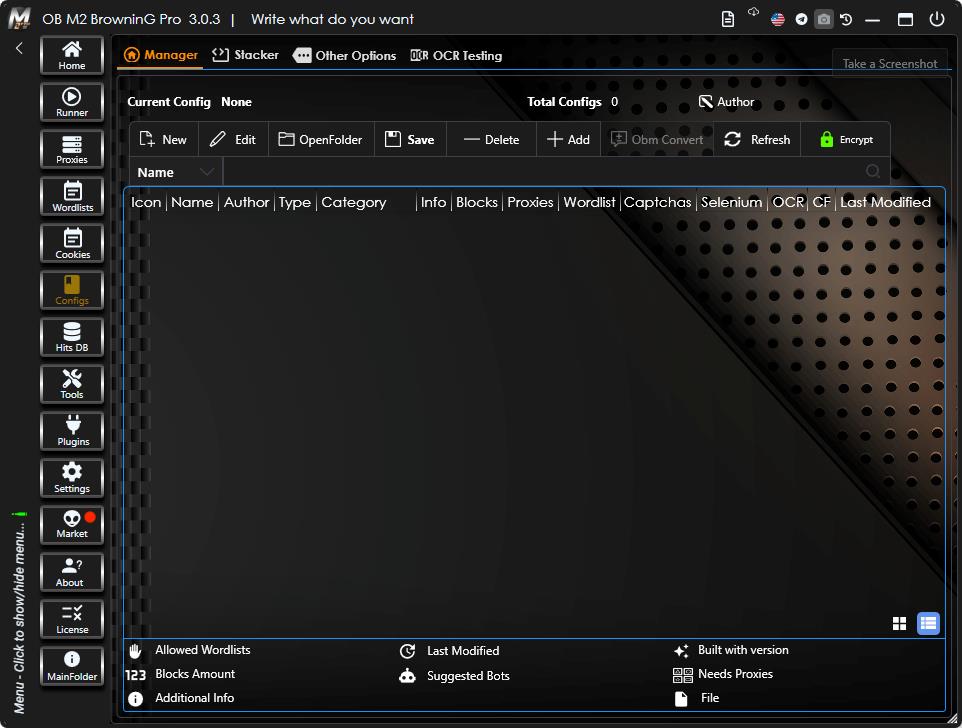 M OB M2 BrowninG Pro 3.0.3 | Write what do you want
Take a Screenshot
Home
Runner
Proxies
Wordlists
Cookies
Configs
Hits DB
Tools
Plugins
Settings
Market
About
License
MainFolder
Menu - Click to show/hide menu...
Manager Stacker Other Options OCR OCR Testing
Current Config None Total Configs 0 Author
New Edit OpenFolder Save Delete Add Obm Convert Refresh Encrypt
Name
Icon Name Author Type Category Info Blocks Proxies Wordlist Captchas Selenium OCR CF Last Modified
Allowed Wordlists Last Modified Built with version
123 Blocks Amount Suggested Bots Needs Proxies
Additional Info File